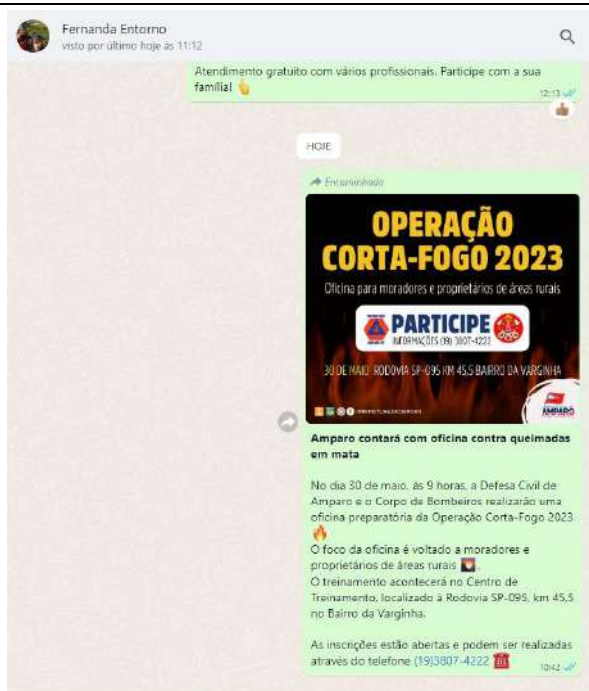 Fernanda Entorno
visto por último hoje às 11:12
Atendimento gratuito com vários profissionais. Participe com a sua
família!
12:13
HOJE
Encaminhada
OPERAÇÃO
CORTA-FOGO 2023
Oficina para moradores e proprietários de áreas rurais
PARTICIPE
INFORMAÇÕES (19) 3807-4222
30 DE MAIO RODOVIA SP-095 KM 45,5 BAIRRO DA VARGINHA
AMPARO
Amparo contará com oficina contra queimadas
em mata
No dia 30 de maio, às 9 horas, a Defesa Civil de
Amparo e o Corpo de Bombeiros realizarão uma
oficina preparatória da Operação Corta-Fogo 2023
O foco da oficina é voltado a moradores e
proprietários de áreas rurais .
O treinamento acontecerá no Centro de
Treinamento, localizado à Rodovia SP-095, km 45,5
no Bairro da Varginha.
As inscrições estão abertas e podem ser realizadas
através do telefone (19)3807-4222
10:42